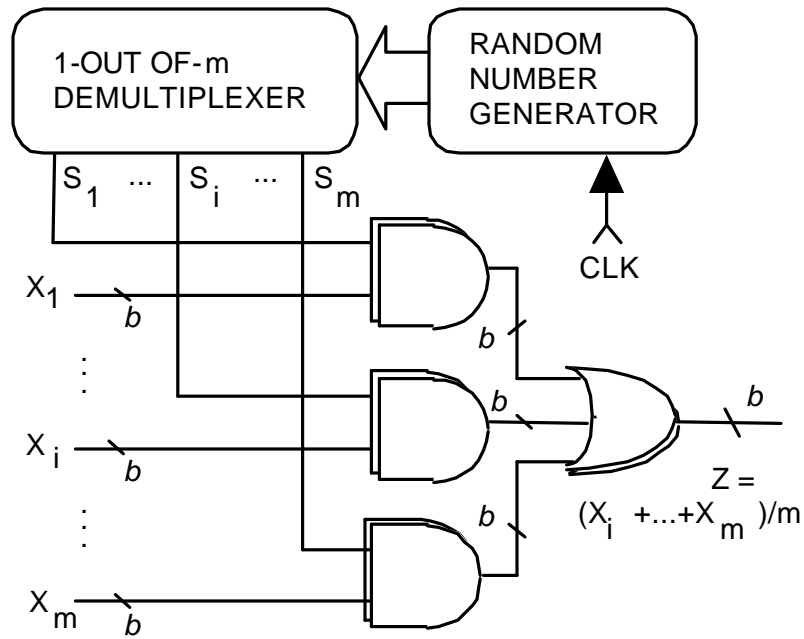 1-OUT OF-m
DEMULTIPLEXER
RANDOM
NUMBER
GENERATOR
S1 ... Si ... Sm
CLK
X1
b
b
⋮
Xi
b
b
b
Z =
(Xi +...+Xm )/m
⋮
b
Xm
b